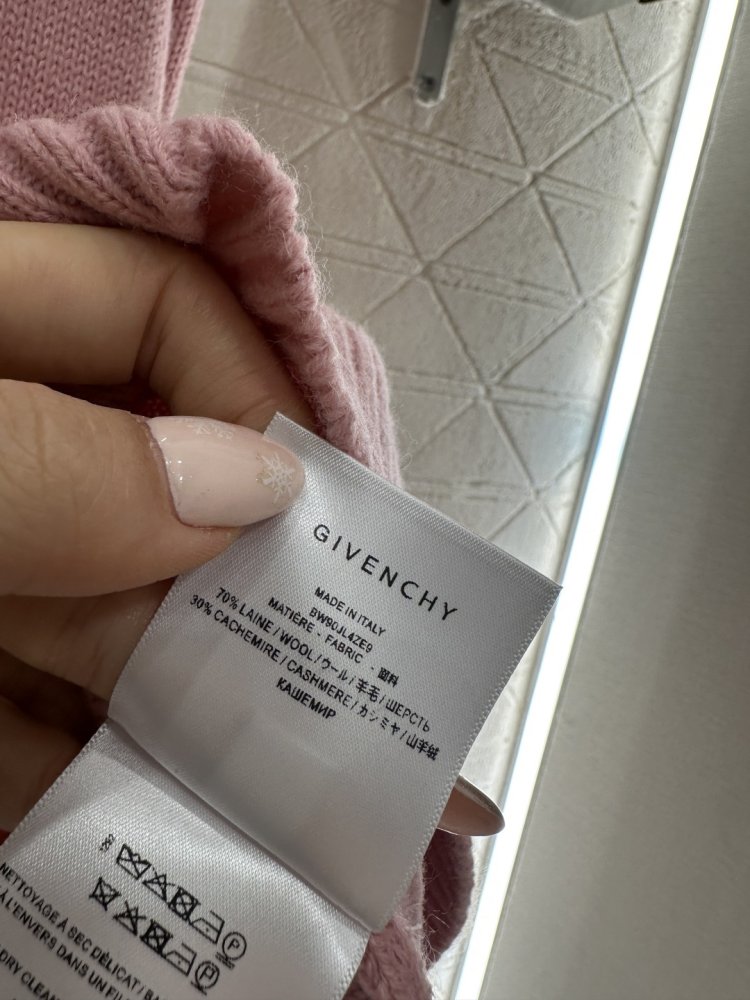 GIVENCHY
MADE IN ITALY
BW90JL4ZE9
MATIÈRE - FABRIC - 面料
70% LAINE / WOOL / ウール / 羊毛 / ШЕРСТЬ
30% CACHEMIRE / CASHMERE / カシミヤ / 山羊绒
КАШЕМИР
P
P
NETTOYAGE À SEC DÉLICAT /
À L'ENVERS DANS UN
DRY CLEAN